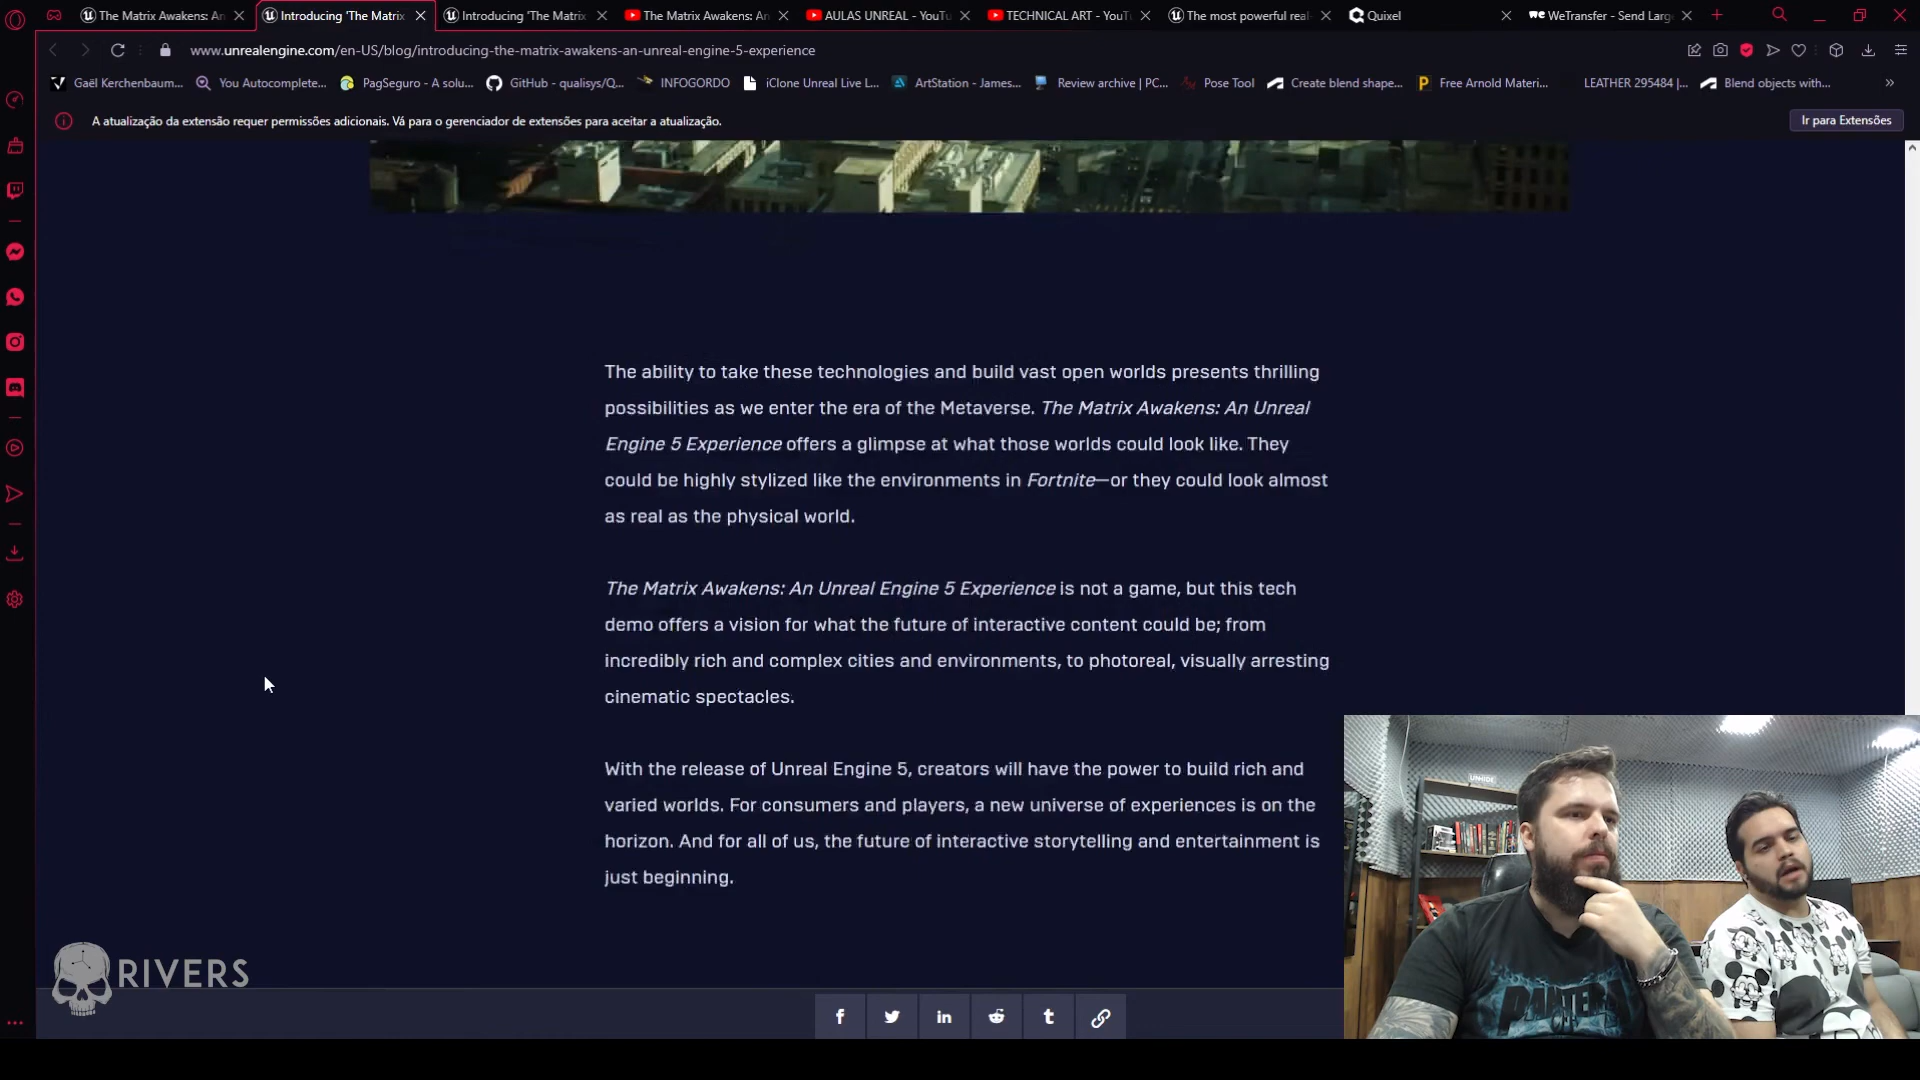 The Matrix Awakens: An
Introducing 'The Matrix
Introducing 'The Matrix
The Matrix Awakens: An
AULAS UNREAL - YouTu
TECHNICAL ART - YouTu
The most powerful real-
Quixel
WeTransfer - Send Larg
www.unrealengine.com/en-US/blog/introducing-the-matrix-awakens-an-unreal-engine-5-experience
Gaël Kerchenbaum...
You Autocomplete...
PagSeguro - A solu...
GitHub - qualisys/Q...
INFOGORDO
iClone Unreal Live L...
ArtStation - James...
Review archive | PC...
Pose Tool
Create blend shape...
Free Arnold Materi...
LEATHER 295484 |...
Blend objects with...
A atualização da extensão requer permissões adicionais. Vá para o gerenciador de extensões para aceitar a atualização.
Ir para Extensões
The ability to take these technologies and build vast open worlds presents thrilling
possibilities as we enter the era of the Metaverse. The Matrix Awakens: An Unreal
Engine 5 Experience offers a glimpse at what those worlds could look like. They
could be highly stylized like the environments in Fortnite—or they could look almost
as real as the physical world.
The Matrix Awakens: An Unreal Engine 5 Experience is not a game, but this tech
demo offers a vision for what the future of interactive content could be; from
incredibly rich and complex cities and environments, to photoreal, visually arresting
cinematic spectacles.
With the release of Unreal Engine 5, creators will have the power to build rich and
varied worlds. For consumers and players, a new universe of experiences is on the
horizon. And for all of us, the future of interactive storytelling and entertainment is
just beginning.
RIVERS
UNHIDE
PANTERA